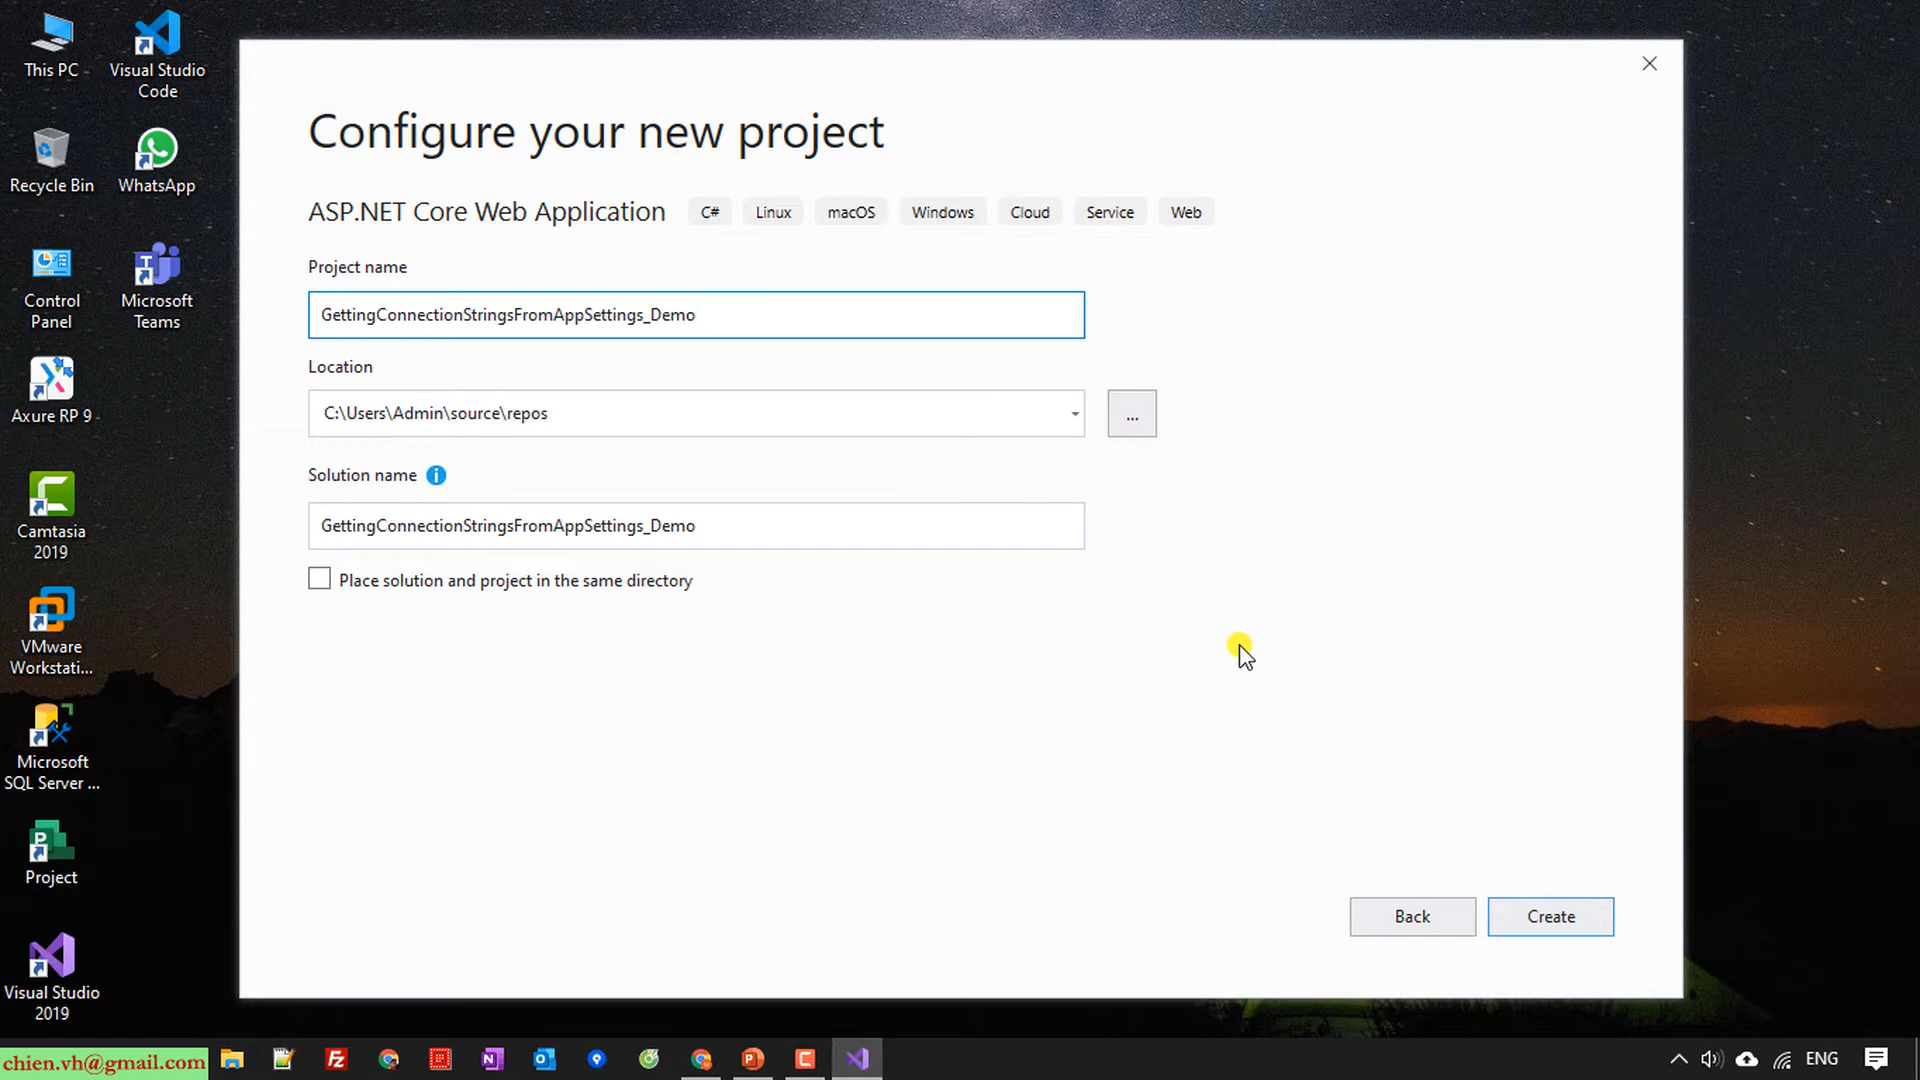 This PC
Visual Studio
Code
Recycle Bin
WhatsApp
Control
Panel
Microsoft
Teams
Axure RP 9
Camtasia
2019
VMware
Workstati...
Microsoft
SQL Server ...
Project
Visual Studio
2019
Configure your new project
ASP.NET Core Web Application
C#
Linux
macOS
Windows
Cloud
Service
Web
Project name
GettingConnectionStringsFromAppSettings_Demo
Location
C:\Users\Admin\source\repos
...
Solution name
GettingConnectionStringsFromAppSettings_Demo
Place solution and project in the same directory
Back
Create
chien.vh@gmail.com
ENG